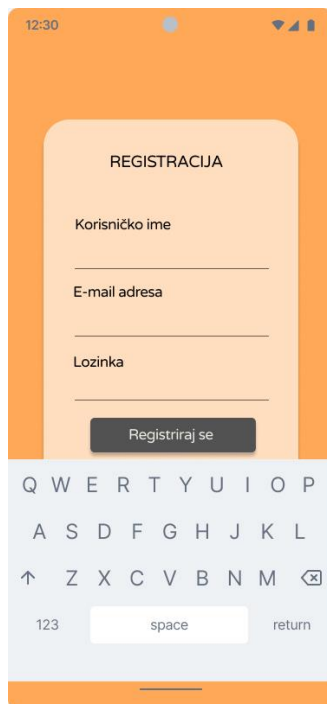 12:30
REGISTRACIJA
Korisničko ime
E-mail adresa
Lozinka
Registriraj se
Q W E R T Y U I O P
A S D F G H J K L
Z X C V B N M
123 space return